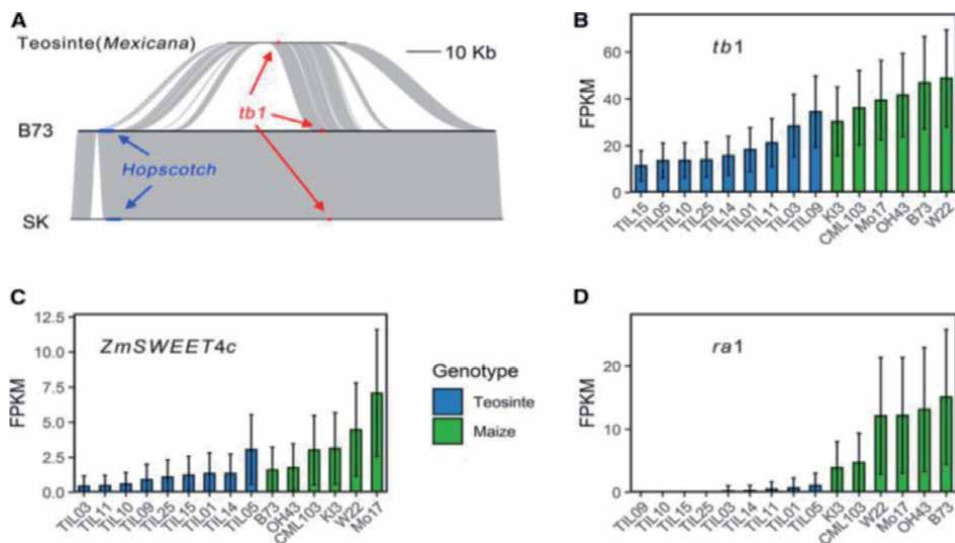 A
Teosinte(Mexicana)
10 Kb
tb1
B73
Hopscotch
SK
B
tb1
FPKM
60
40
20
0
TIL15 TIL05 TIL10 TIL25 TIL14 TIL01 TIL11 TIL03 TIL09 KI3 CML103 Mo17 OH43 B73 W22
C
ZmSWEET4c
FPKM
12.5
10.0
7.5
5.0
2.5
0.0
TIL03 TIL11 TIL10 TIL09 TIL25 TIL15 TIL01 TIL14 TIL05 B73 OH43 CML103 KI3 W22 Mo17
Genotype
Teosinte
Maize
D
ra1
FPKM
20
10
0
TIL09 TIL10 TIL15 TIL25 TIL03 TIL14 TIL11 TIL01 TIL05 KI3 CML103 W22 Mo17 OH43 B73